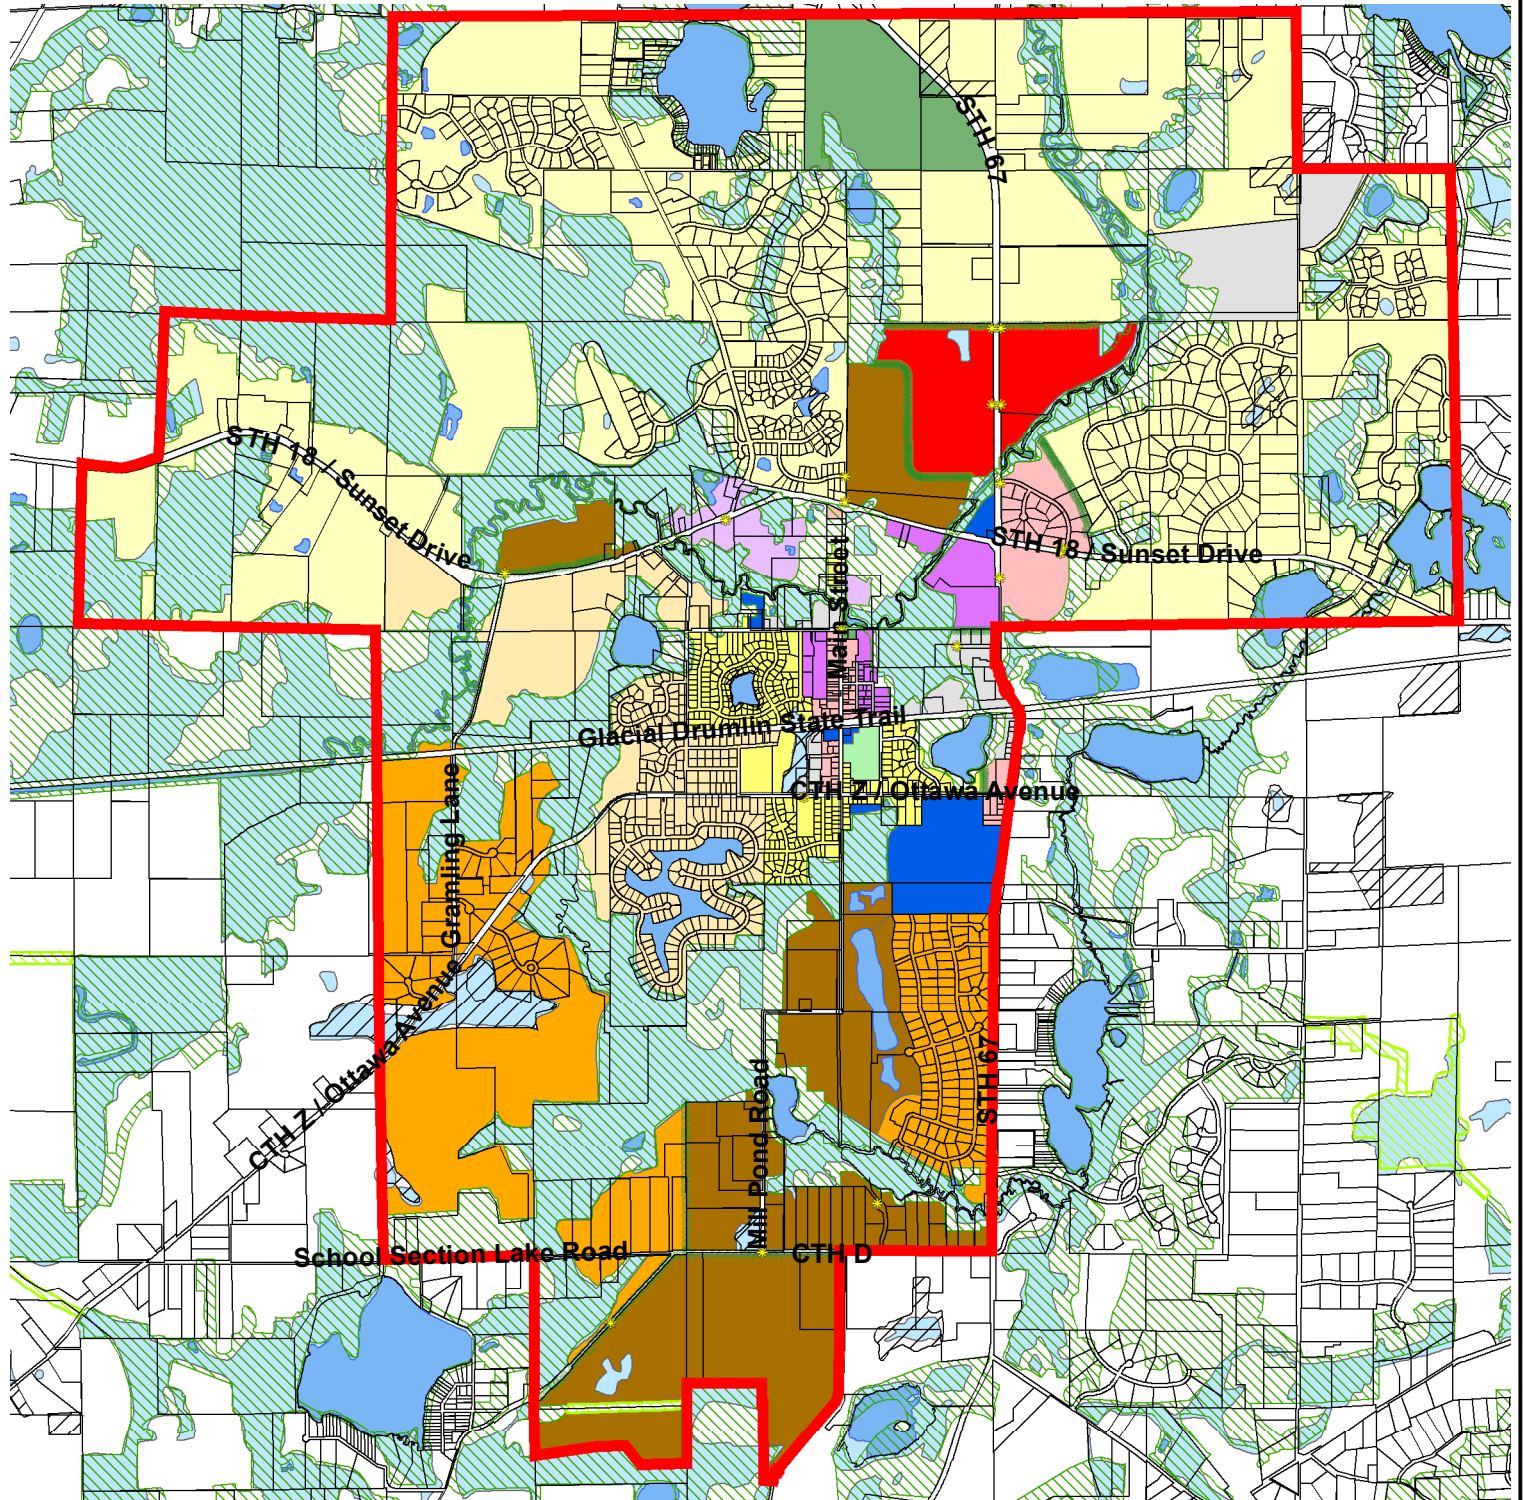 STH 67
STH 18 / Sunset Drive
STH 18 / Sunset Drive
Main Street
Glacial Drumlin State Trail
CTH Z / Ottawa Avenue
Gramling Lane
CTH Z / Ottawa Avenue
STH 67
Mill Pond Road
School Section Lake Road
CTH D